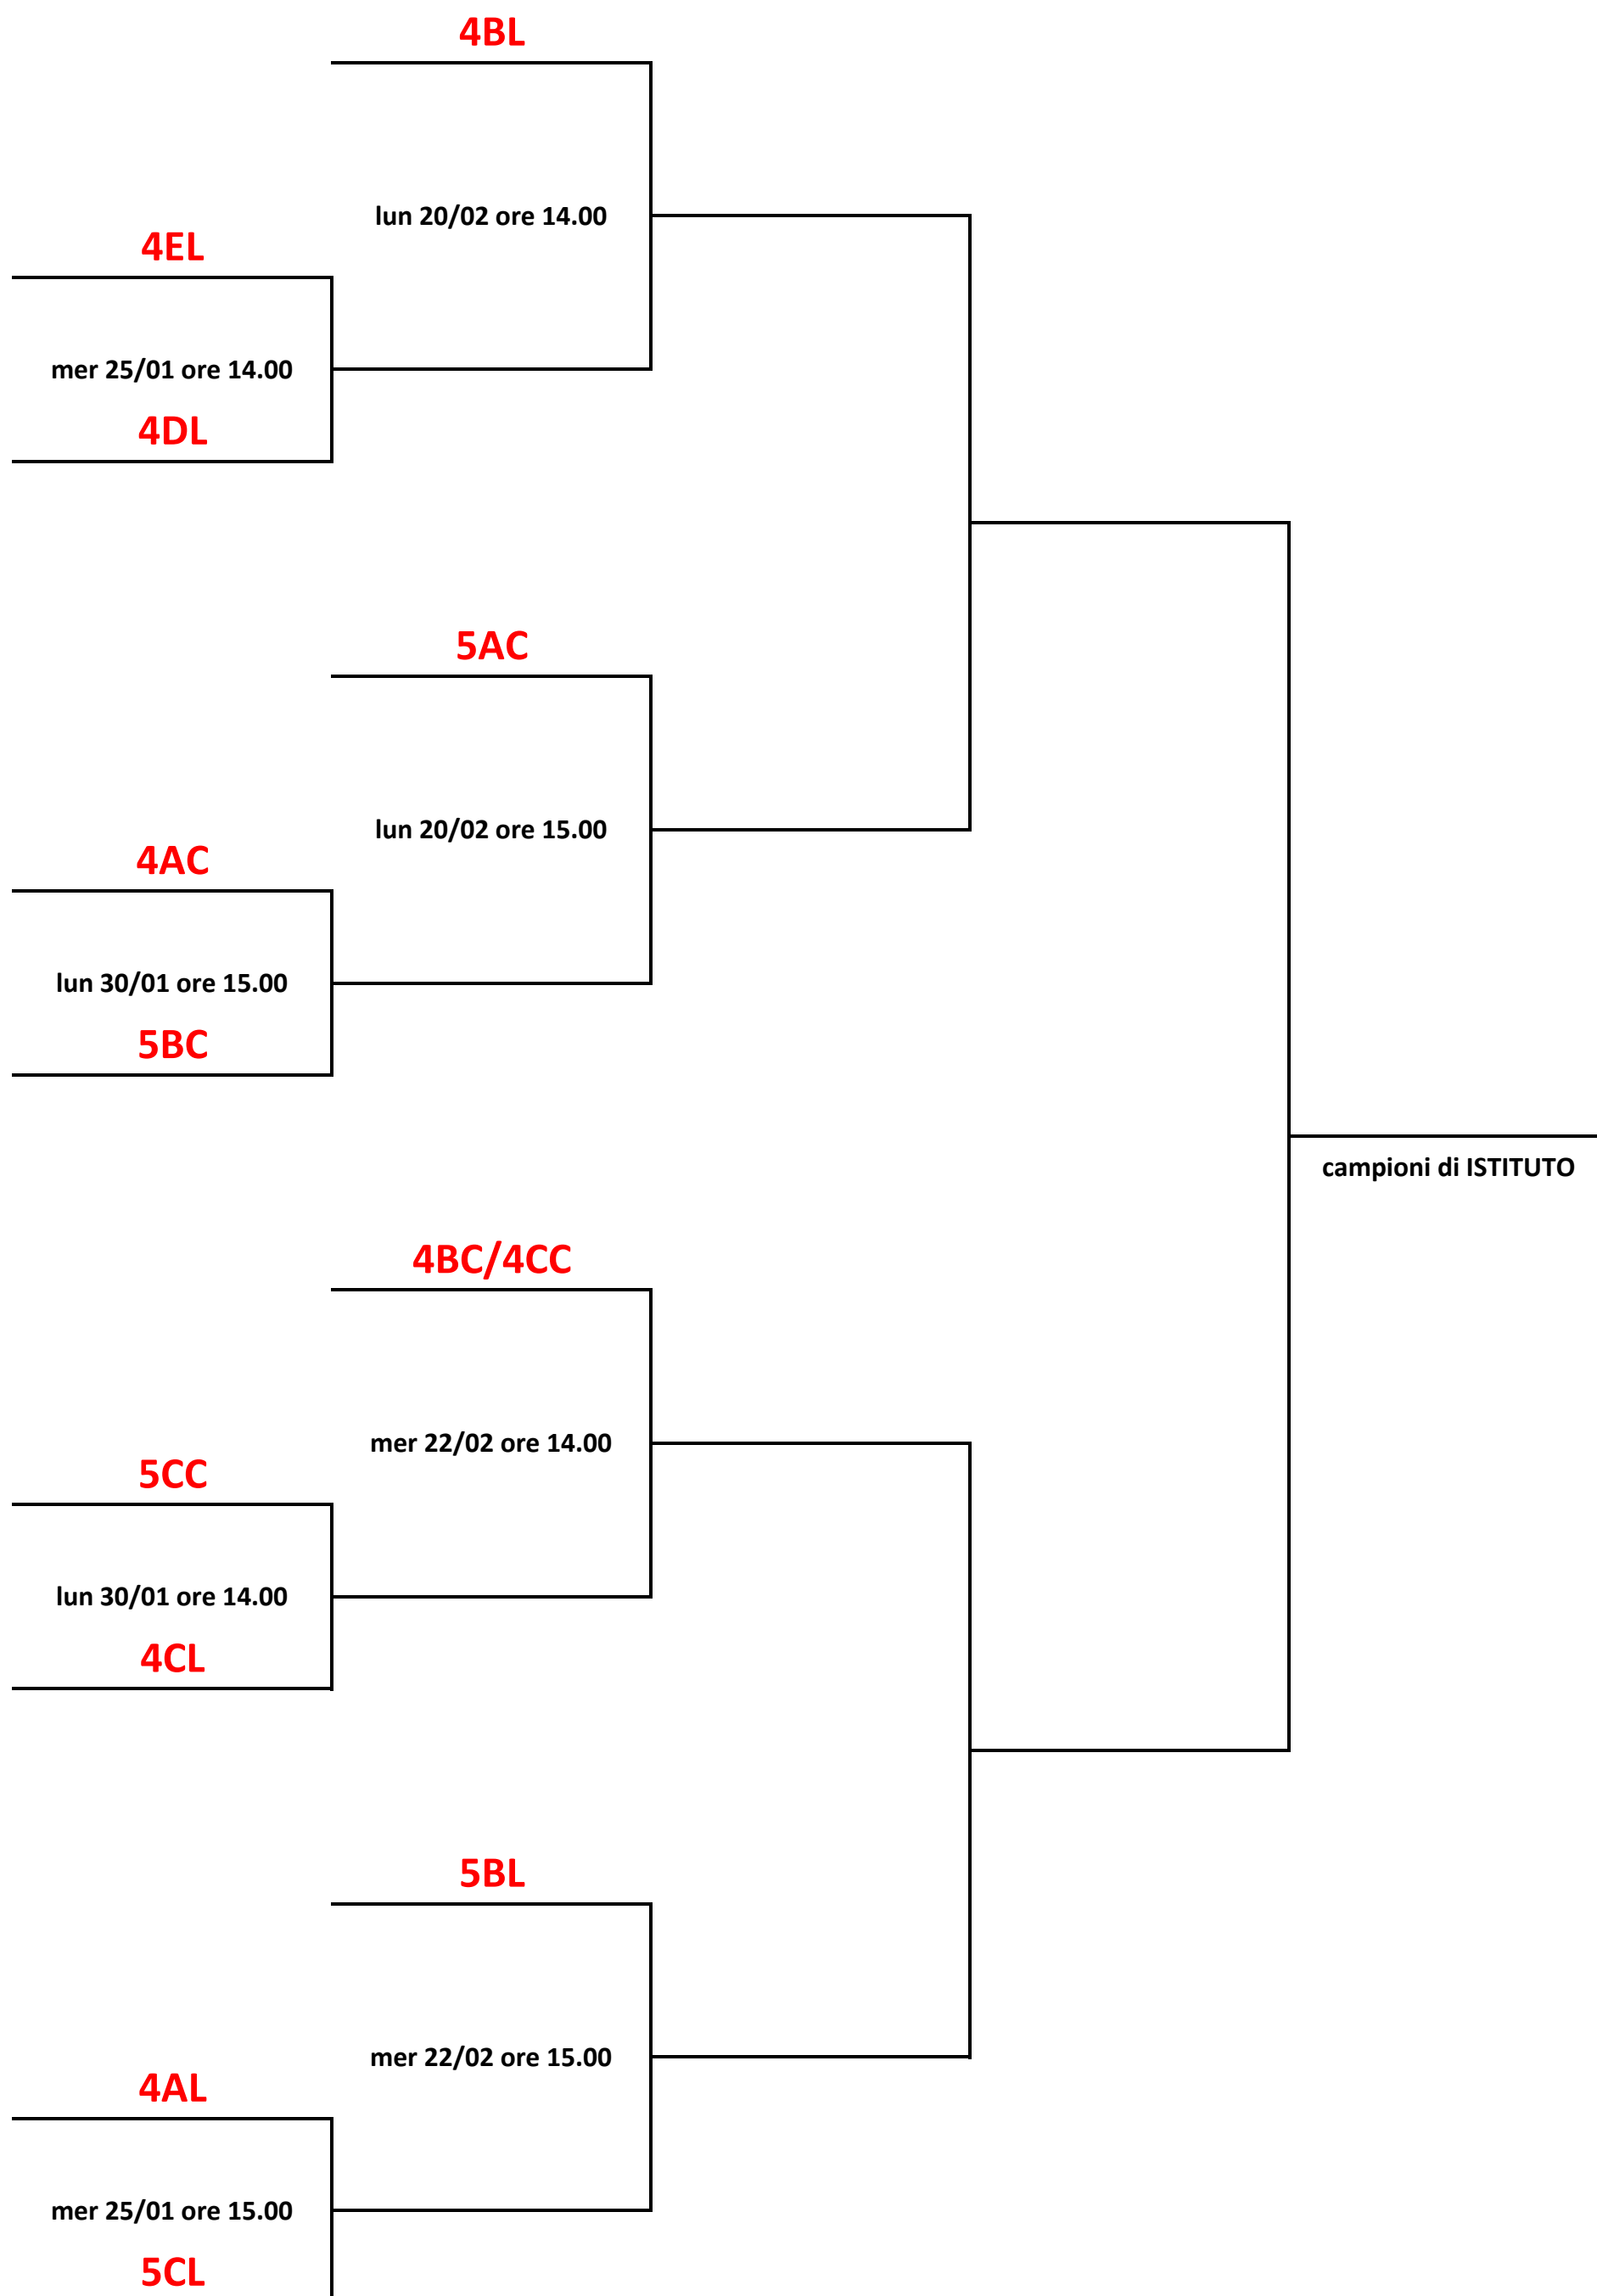 4BL
lun 20/02 ore 14.00
4EL
mer 25/01 ore 14.00
4DL
5AC
lun 20/02 ore 15.00
4AC
lun 30/01 ore 15.00
5BC
campioni di ISTITUTO
4BC/4CC
mer 22/02 ore 14.00
5CC
lun 30/01 ore 14.00
4CL
5BL
mer 22/02 ore 15.00
4AL
mer 25/01 ore 15.00
5CL